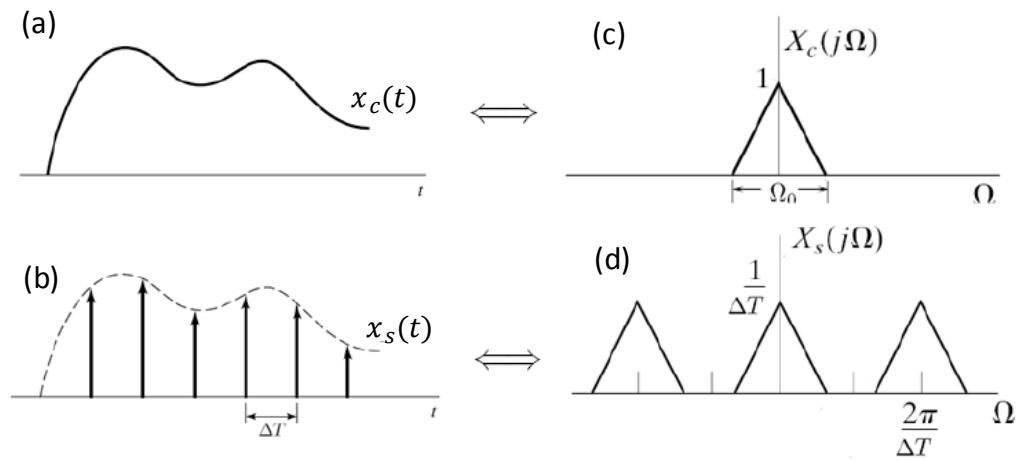 (a)
x_c(t)
t
(c)
X_c(jΩ)
1
Ω_0
Ω
(b)
x_s(t)
t
ΔT
(d)
X_s(jΩ)
1/ΔT
2π/ΔT
Ω